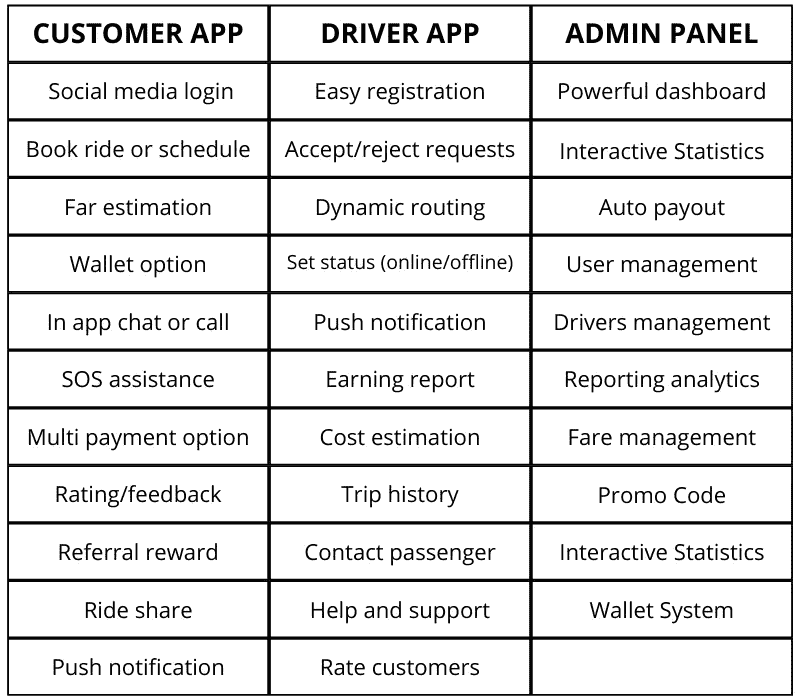 CUSTOMER APP DRIVER APP ADMIN PANEL
Social media login Easy registration Powerful dashboard
Book ride or schedule Accept/reject requests Interactive Statistics
Far estimation Dynamic routing Auto payout
Wallet option Set status (online/offline) User management
In app chat or call Push notification Drivers management
SOS assistance Earning report Reporting analytics
Multi payment option Cost estimation Fare management
Rating/feedback Trip history Promo Code
Referral reward Contact passenger Interactive Statistics
Ride share Help and support Wallet System
Push notification Rate customers